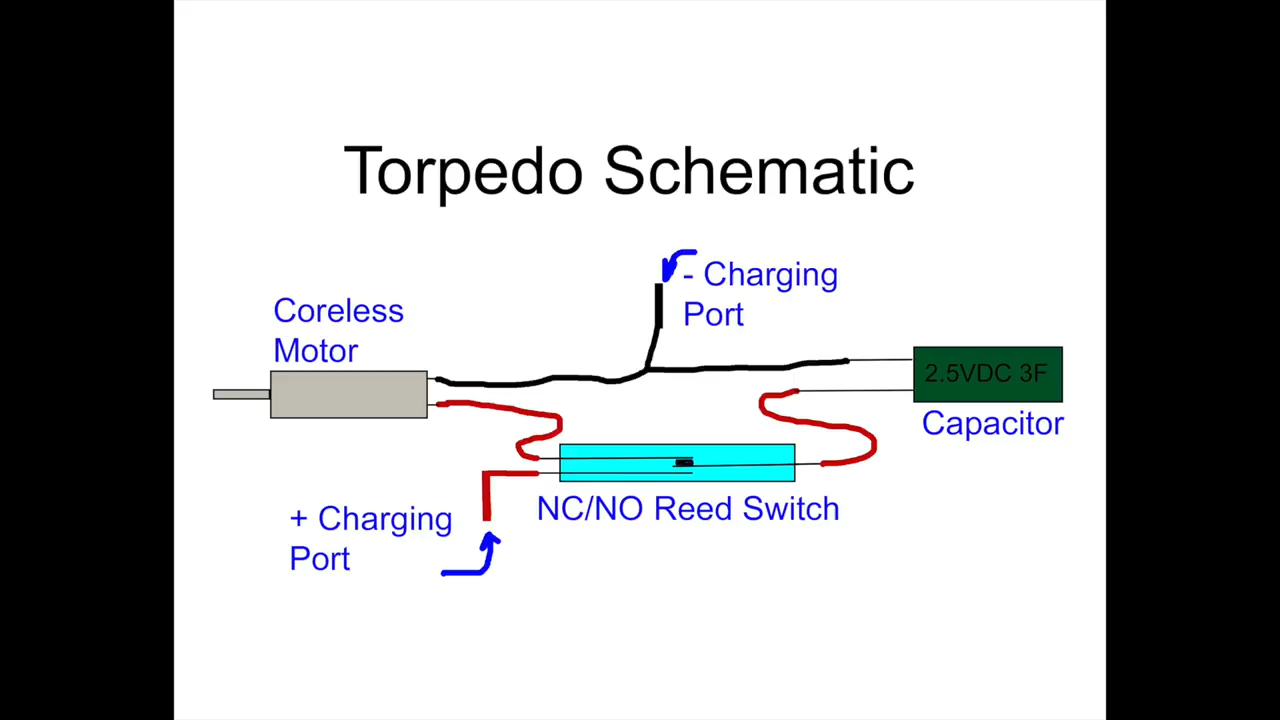 Torpedo Schematic
- Charging
Port
Coreless
Motor
2.5VDC 3F
Capacitor
NC/NO Reed Switch
+ Charging
Port